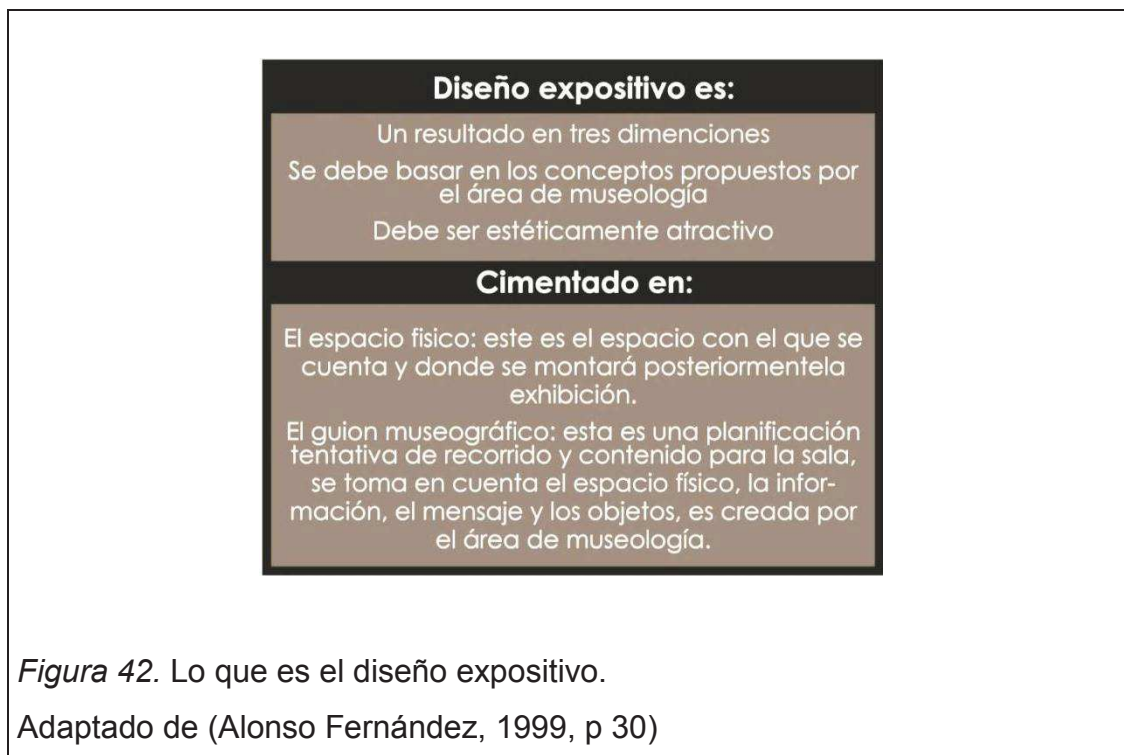 Diseño expositivo es:
Un resultado en tres dimenciones
Se debe basar en los conceptos propuestos por
el área de museología
Debe ser estéticamente atractivo
Cimentado en:
El espacio fisico: este es el espacio con el que se
cuenta y donde se montará posteriormentela
exhibición.
El guion museográfico: esta es una planificación
tentativa de recorrido y contenido para la sala,
se toma en cuenta el espacio físico, la infor-
mación, el mensaje y los objetos, es creada por
el área de museología.
Figura 42. Lo que es el diseño expositivo.
Adaptado de (Alonso Fernández, 1999, p 30)